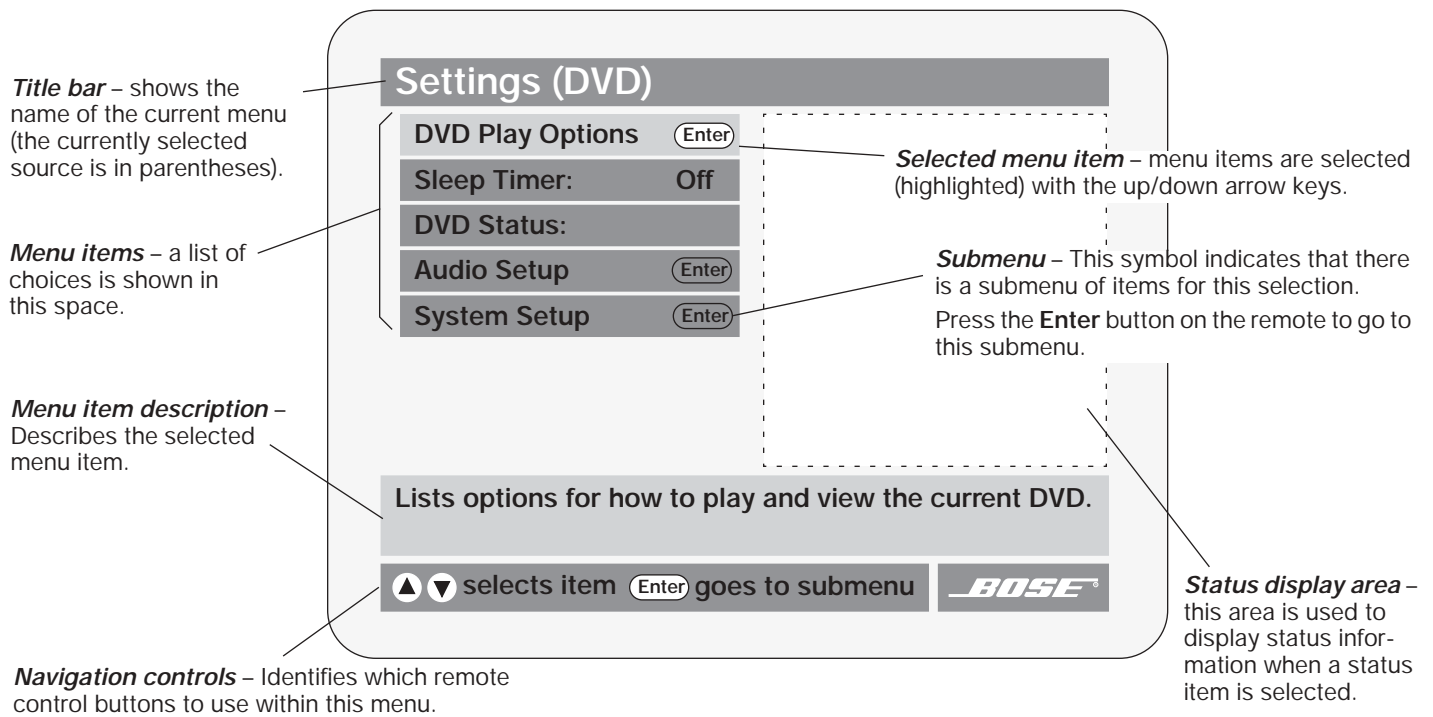 Title bar – shows the
name of the current menu
(the currently selected
source is in parentheses).
Menu items – a list of
choices is shown in
this space.
Menu item description –
Describes the selected
menu item.
Navigation controls – Identifies which remote
control buttons to use within this menu.
Settings (DVD)
DVD Play Options Enter
Sleep Timer: Off
DVD Status:
Audio Setup Enter
System Setup Enter
Lists options for how to play and view the current DVD.
selects item Enter goes to submenu
BOSE®
Selected menu item – menu items are selected
(highlighted) with the up/down arrow keys.
Submenu – This symbol indicates that there
is a submenu of items for this selection.
Press the Enter button on the remote to go to
this submenu.
Status display area –
this area is used to
display status infor-
mation when a status
item is selected.